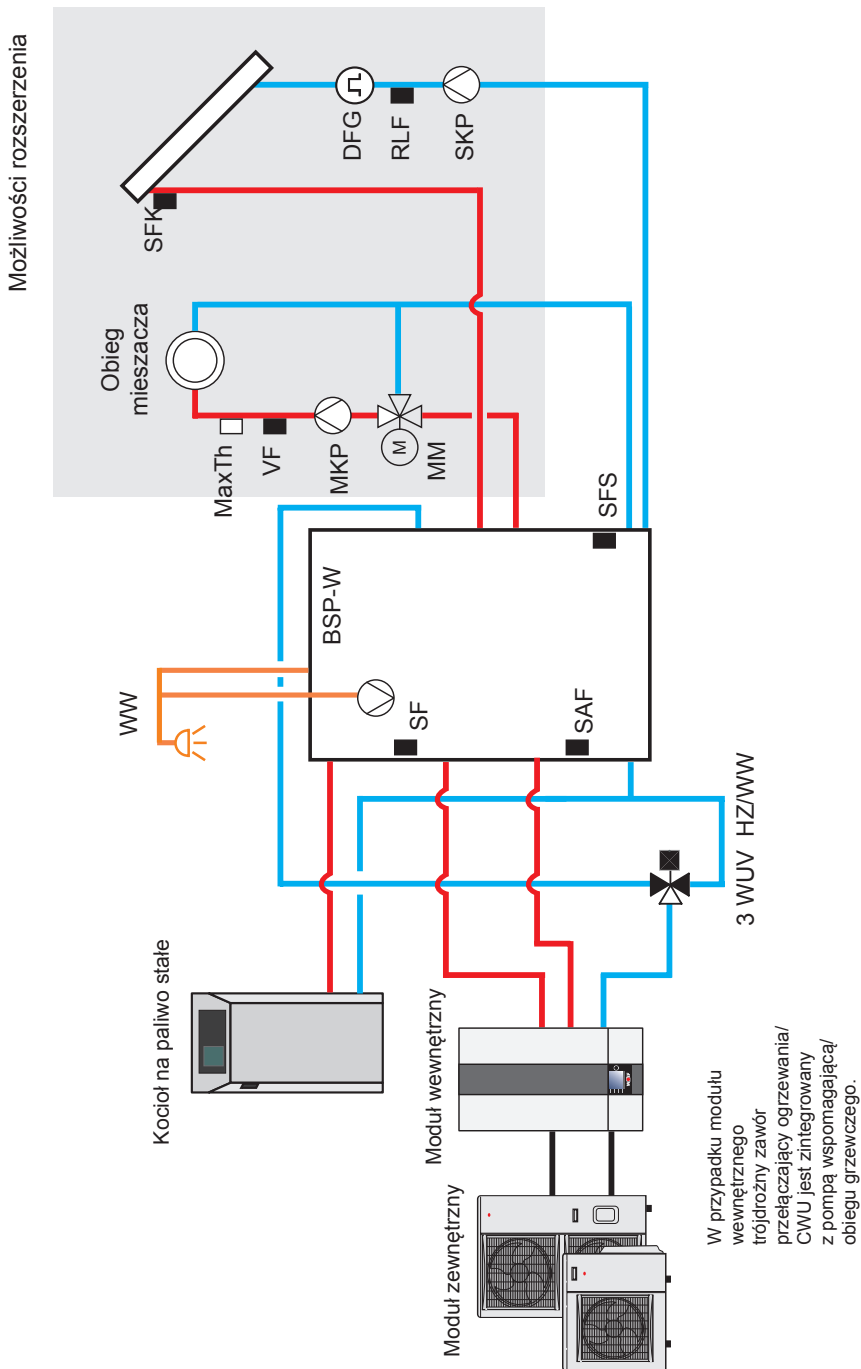 Możliwości rozszerzenia
SFK
DFG
RLF
SKP
Obieg
mieszacza
MaxTh
VF
MKP
M
MM
WW
BSP-W
SF
SAF
SFS
3 WUV HZ/WW
Kocioł na paliwo stałe
Moduł wewnętrzny
Moduł zewnętrzny
W przypadku modułu
wewnętrznego
trójdrożny zawór
przełączający ogrzewania/
CWU jest zintegrowany
z pompą wspomagającą/
obiegu grzewczego.